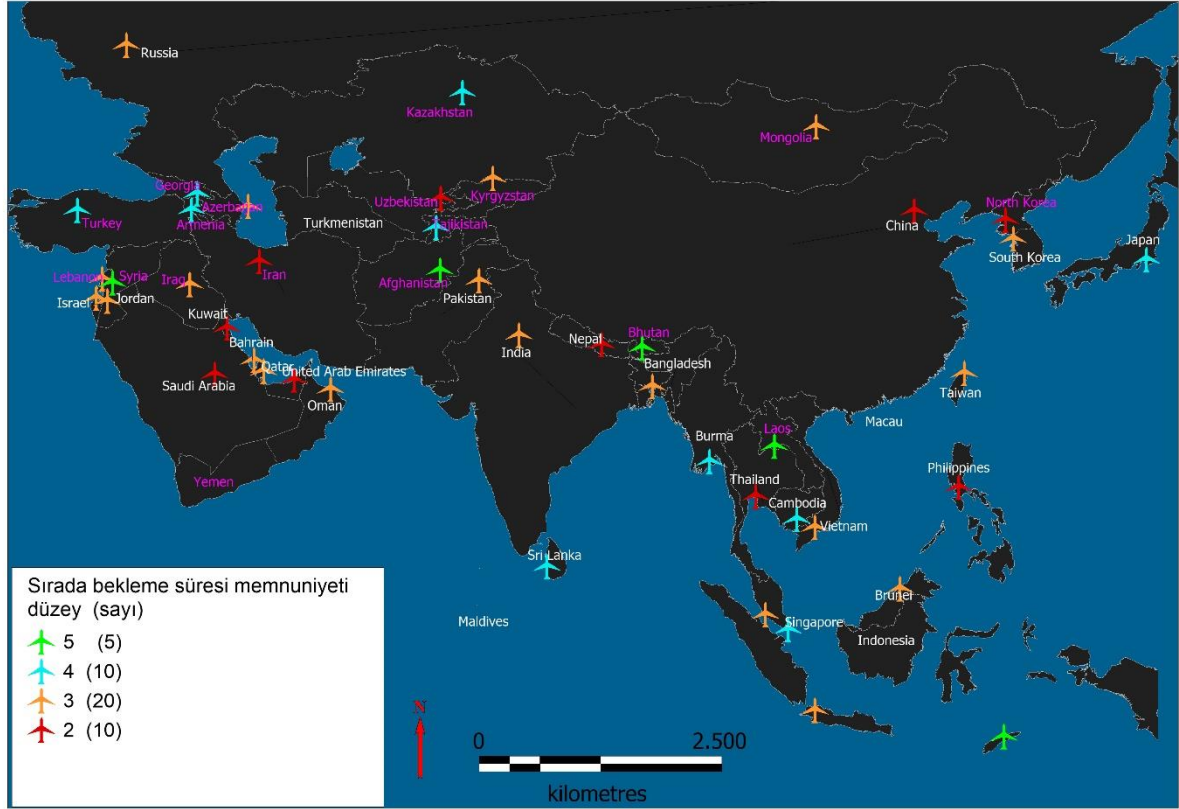 Russia
Kazakhstan
Mongolia
Georgia
Azerbaijan
Turkey
Armenia
Uzbekistan
Kyrgyzstan
Turkmenistan
Tajikistan
China
North Korea
South Korea
Japan
Lebanon
Syria
Iraq
Iran
Afghanistan
Israel
Jordan
Pakistan
Kuwait
Bahrain
Qatar
United Arab Emirates
Saudi Arabia
Oman
India
Nepal
Bhutan
Bangladesh
Taiwan
Macau
Yemen
Burma
Laos
Thailand
Cambodia
Vietnam
Philippines
Sri Lanka
Maldives
Brunei
Singapore
Indonesia
Sırada bekleme süresi memnuniyeti
düzey (sayı)
5 (5)
4 (10)
3 (20)
2 (10)
N
0 2.500
kilometres